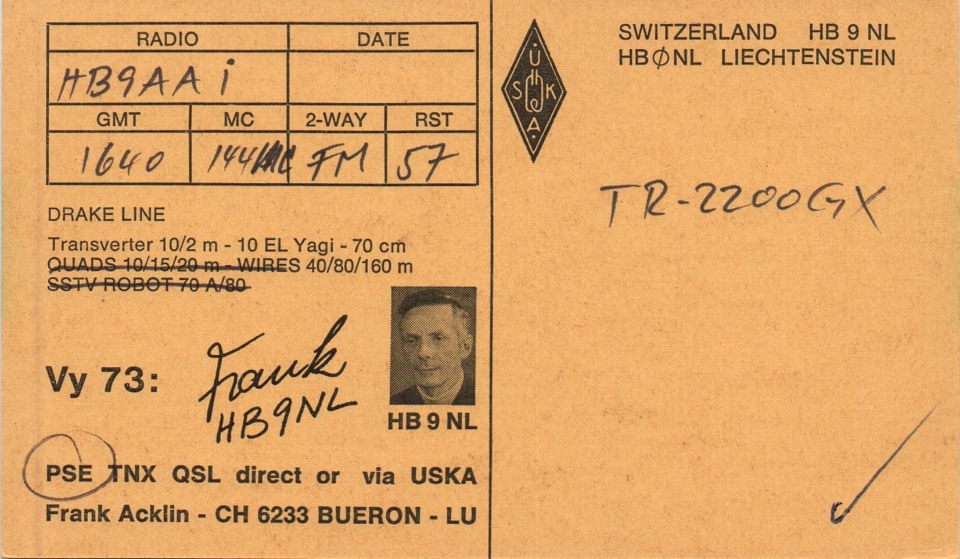 RADIO DATE
HB9AAi
GMT MC 2-WAY RST
1640 144 MC FM 57
DRAKE LINE
Transverter 10/2 m - 10 EL Yagi - 70 cm
QUADS 10/15/20 m - WIRES 40/80/160 m
SSTV ROBOT 70 A/80
Vy 73:
Frank
HB9NL
HB 9 NL
PSE TNX QSL direct or via USKA
Frank Acklin - CH 6233 BUERON - LU
USKA
SWITZERLAND HB 9 NL
HBØNL LIECHTENSTEIN
TR-2200GX